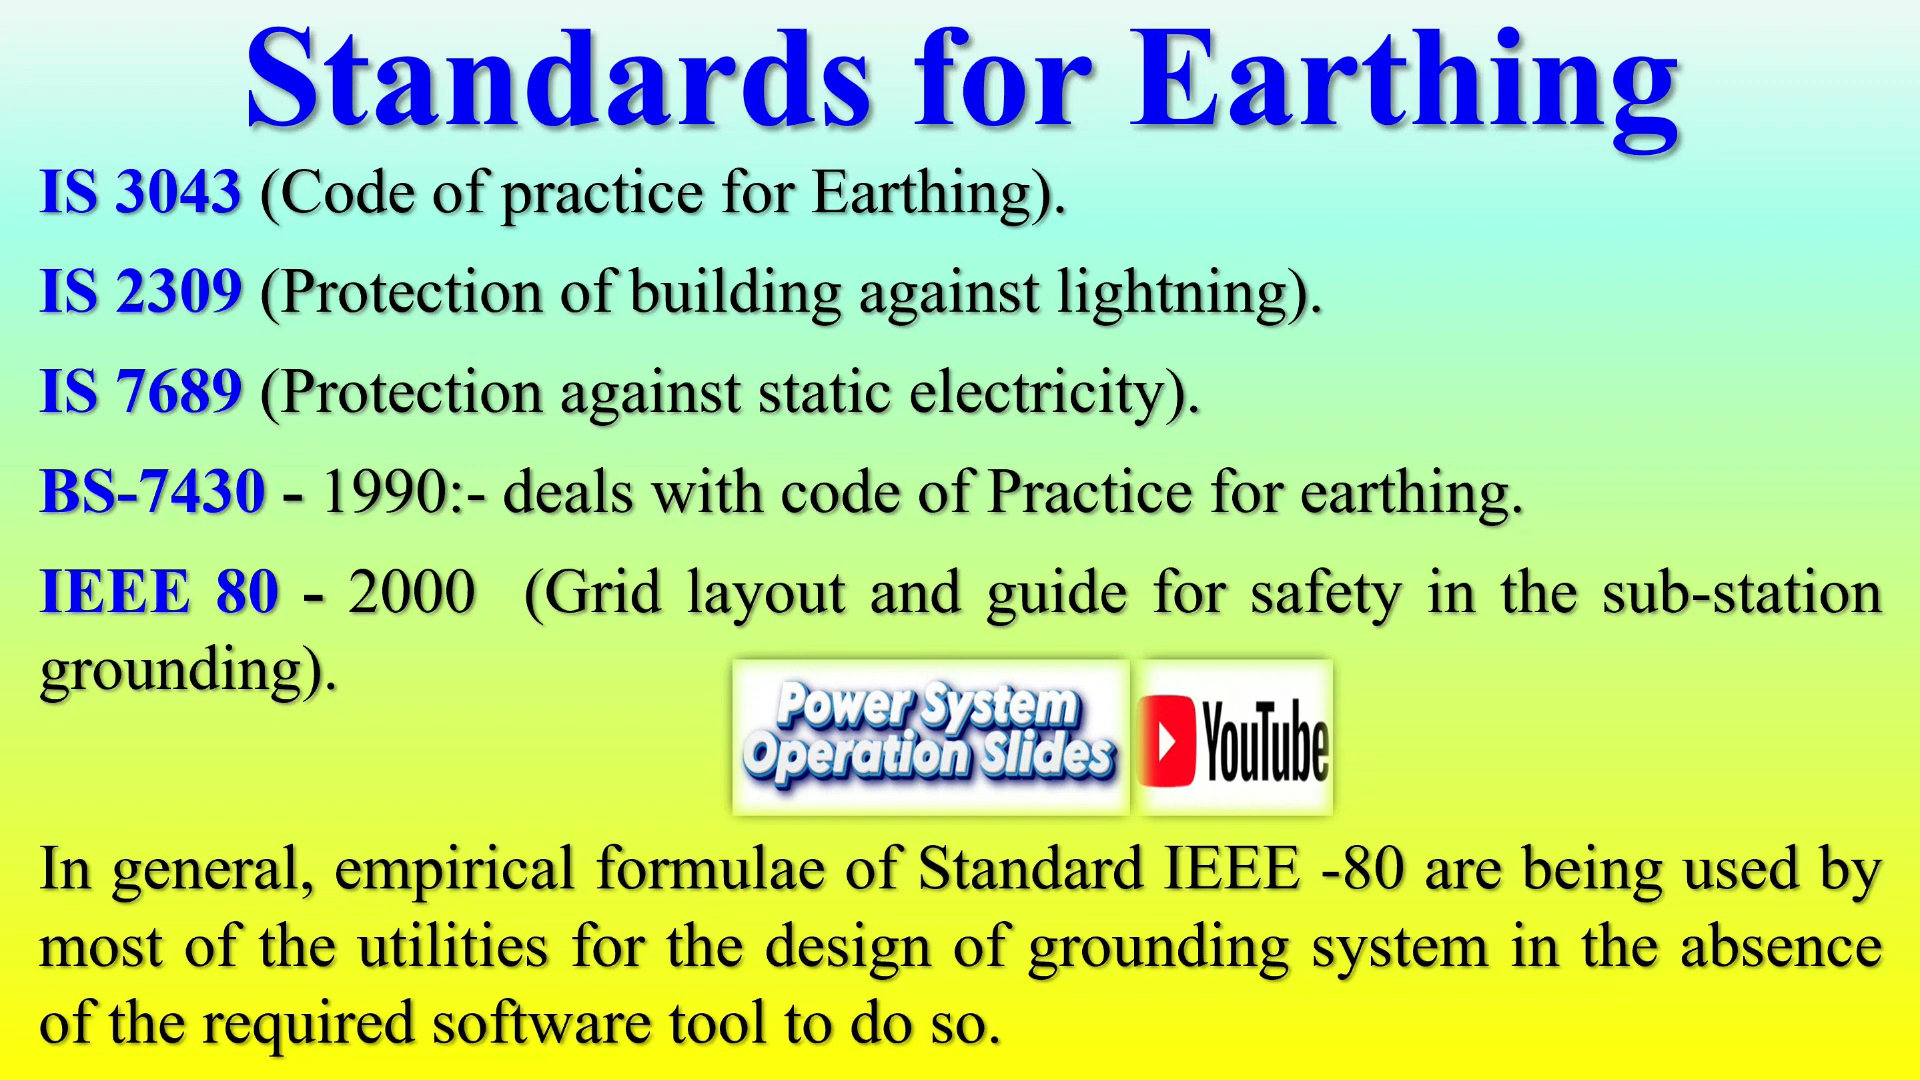 Standards for Earthing
IS 3043 (Code of practice for Earthing).
IS 2309 (Protection of building against lightning).
IS 7689 (Protection against static electricity).
BS-7430 - 1990:- deals with code of Practice for earthing.
IEEE 80 - 2000 (Grid layout and guide for safety in the sub-station
grounding).
Power System
Operation Slides
YouTube
In general, empirical formulae of Standard IEEE -80 are being used by
most of the utilities for the design of grounding system in the absence
of the required software tool to do so.